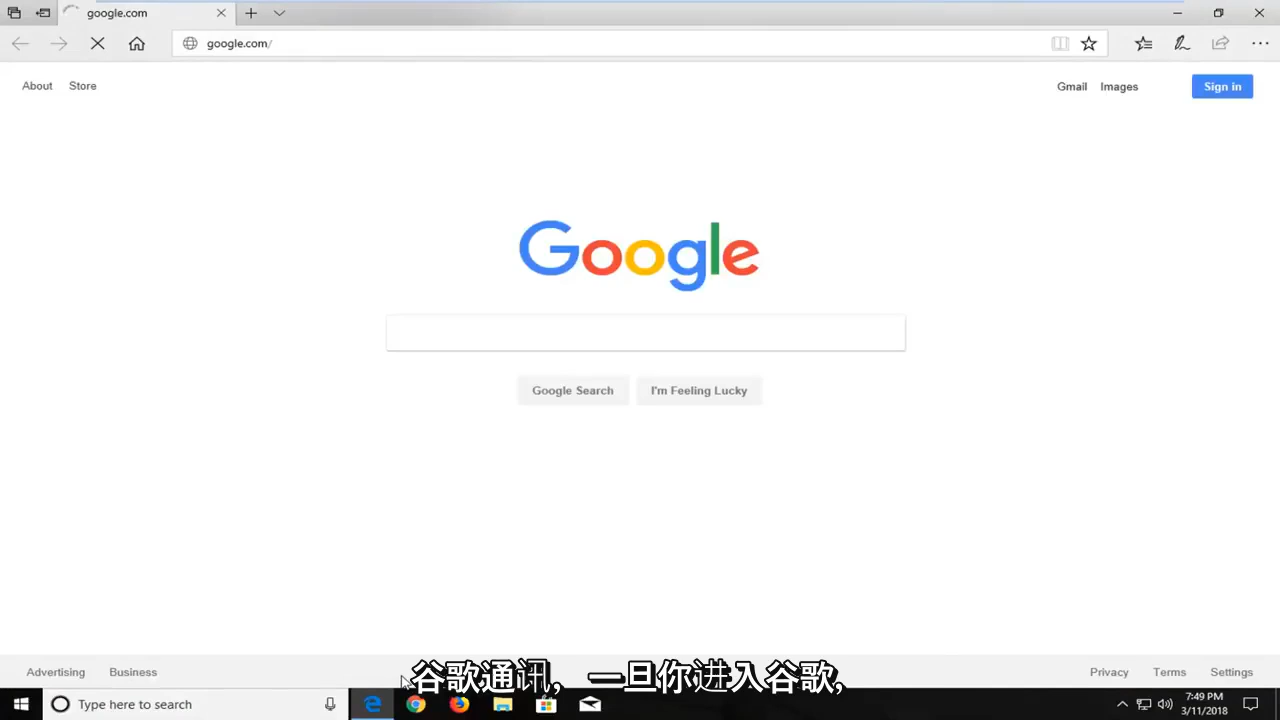 google.com
google.com/
About Store
Gmail Images Sign in
Google
Google Search I'm Feeling Lucky
Advertising Business
Privacy Terms Settings
谷歌通讯，一旦你进入谷歌,
Type here to search
7:49 PM
3/11/2018